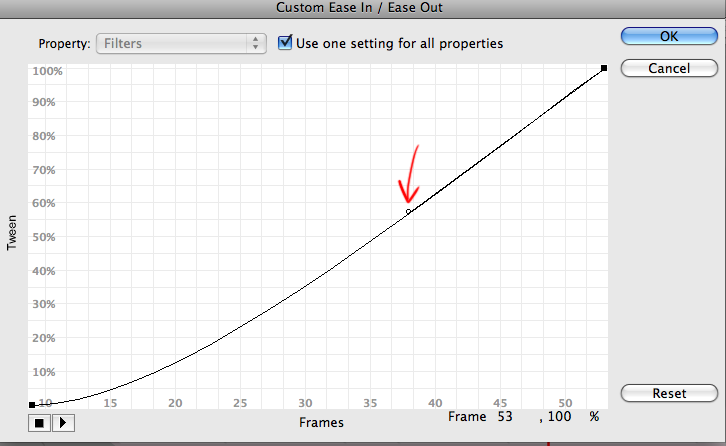 Custom Ease In / Ease Out
Property: Filters Use one setting for all properties OK
Cancel
100%
90%
80%
70%
60%
50%
40%
30%
20%
10%
Tween
10 15 20 25 30 35 40 45 50
Frames
Frame 53 , 100 %
Reset